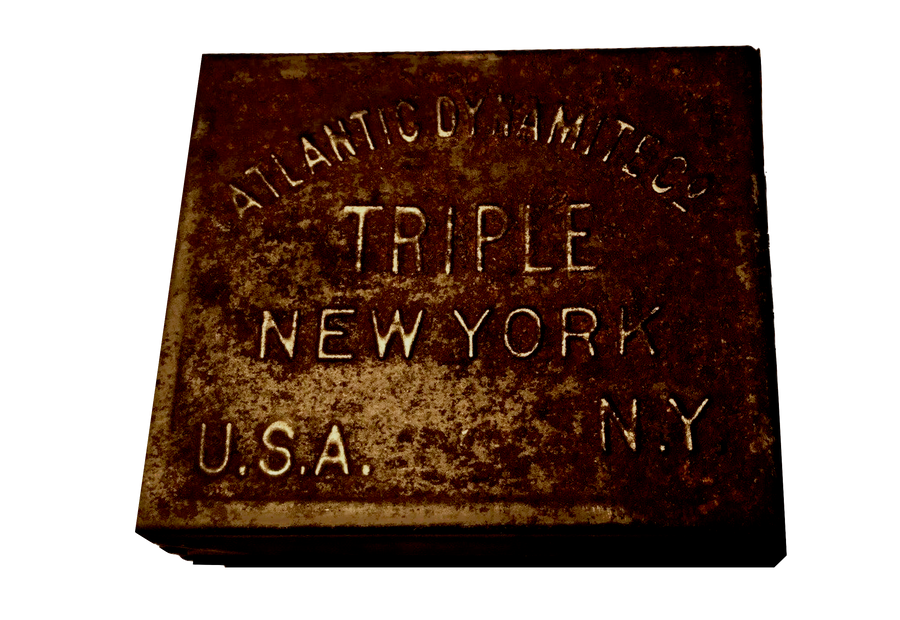 ATLANTIC DYNAMITE Cº
TRIPLE
NEW YORK
U.S.A. N.Y